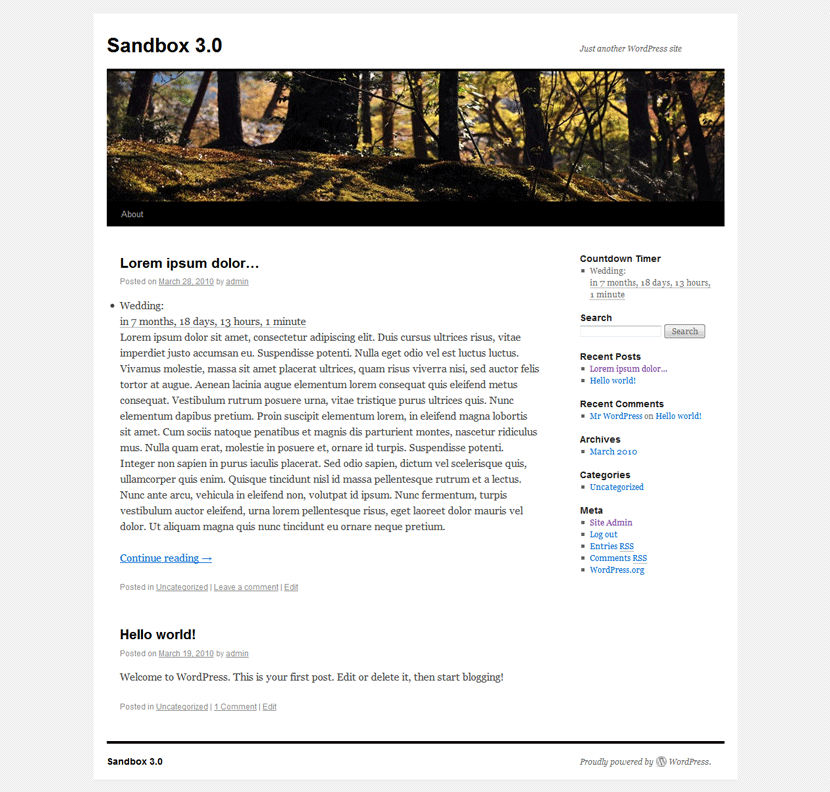 Sandbox 3.0
Just another WordPress site
About
Lorem ipsum dolor…
Posted on March 28, 2010 by admin
Wedding:
in 7 months, 18 days, 13 hours, 1 minute
Lorem ipsum dolor sit amet, consectetur adipiscing elit. Duis cursus ultrices risus, vitae
imperdiet justo accumsan eu. Suspendisse potenti. Nulla eget odio vel est luctus luctus.
Vivamus molestie, massa sit amet placerat ultrices, quam risus viverra nisi, sed auctor felis
tortor at augue. Aenean lacinia augue elementum lorem consequat quis eleifend metus
consequat. Vestibulum rutrum posuere urna, vitae tristique purus ultrices quis. Nunc
elementum dapibus pretium. Proin suscipit elementum lorem, in eleifend magna lobortis
sit amet. Cum sociis natoque penatibus et magnis dis parturient montes, nascetur ridiculus
mus. Nulla quam erat, molestie in posuere et, ornare id turpis. Suspendisse potenti.
Integer non sapien in purus iaculis placerat. Sed odio sapien, dictum vel scelerisque quis,
ullamcorper quis enim. Quisque tincidunt nisl id massa pellentesque rutrum et a lectus.
Nunc ante arcu, vehicula in eleifend non, volutpat id ipsum. Nunc fermentum, turpis
vestibulum auctor eleifend, urna lorem pellentesque risus, eget laoreet dolor mauris vel
dolor. Ut aliquam magna quis nunc tincidunt eu ornare neque pretium.
Continue reading →
Posted in Uncategorized | Leave a comment | Edit
Hello world!
Posted on March 19, 2010 by admin
Welcome to WordPress. This is your first post. Edit or delete it, then start blogging!
Posted in Uncategorized | 1 Comment | Edit
Countdown Timer
Wedding:
in 7 months, 18 days, 13 hours,
1 minute
Search
Search
Recent Posts
Lorem ipsum dolor…
Hello world!
Recent Comments
Mr WordPress on Hello world!
Archives
March 2010
Categories
Uncategorized
Meta
Site Admin
Log out
Entries RSS
Comments RSS
WordPress.org
Sandbox 3.0
Proudly powered by WordPress.